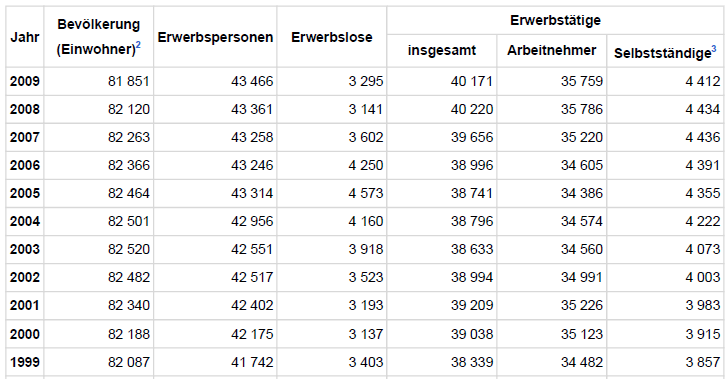 Jahr Bevölkerung (Einwohner)2 Erwerbspersonen Erwerbslose Erwerbstätige
insgesamt Arbeitnehmer Selbstständige3
2009 81 851 43 466 3 295 40 171 35 759 4 412
2008 82 120 43 361 3 141 40 220 35 786 4 434
2007 82 263 43 258 3 602 39 656 35 220 4 436
2006 82 366 43 246 4 250 38 996 34 605 4 391
2005 82 464 43 314 4 573 38 741 34 386 4 355
2004 82 501 42 956 4 160 38 796 34 574 4 222
2003 82 520 42 551 3 918 38 633 34 560 4 073
2002 82 482 42 517 3 523 38 994 34 991 4 003
2001 82 340 42 402 3 193 39 209 35 226 3 983
2000 82 188 42 175 3 137 39 038 35 123 3 915
1999 82 087 41 742 3 403 38 339 34 482 3 857